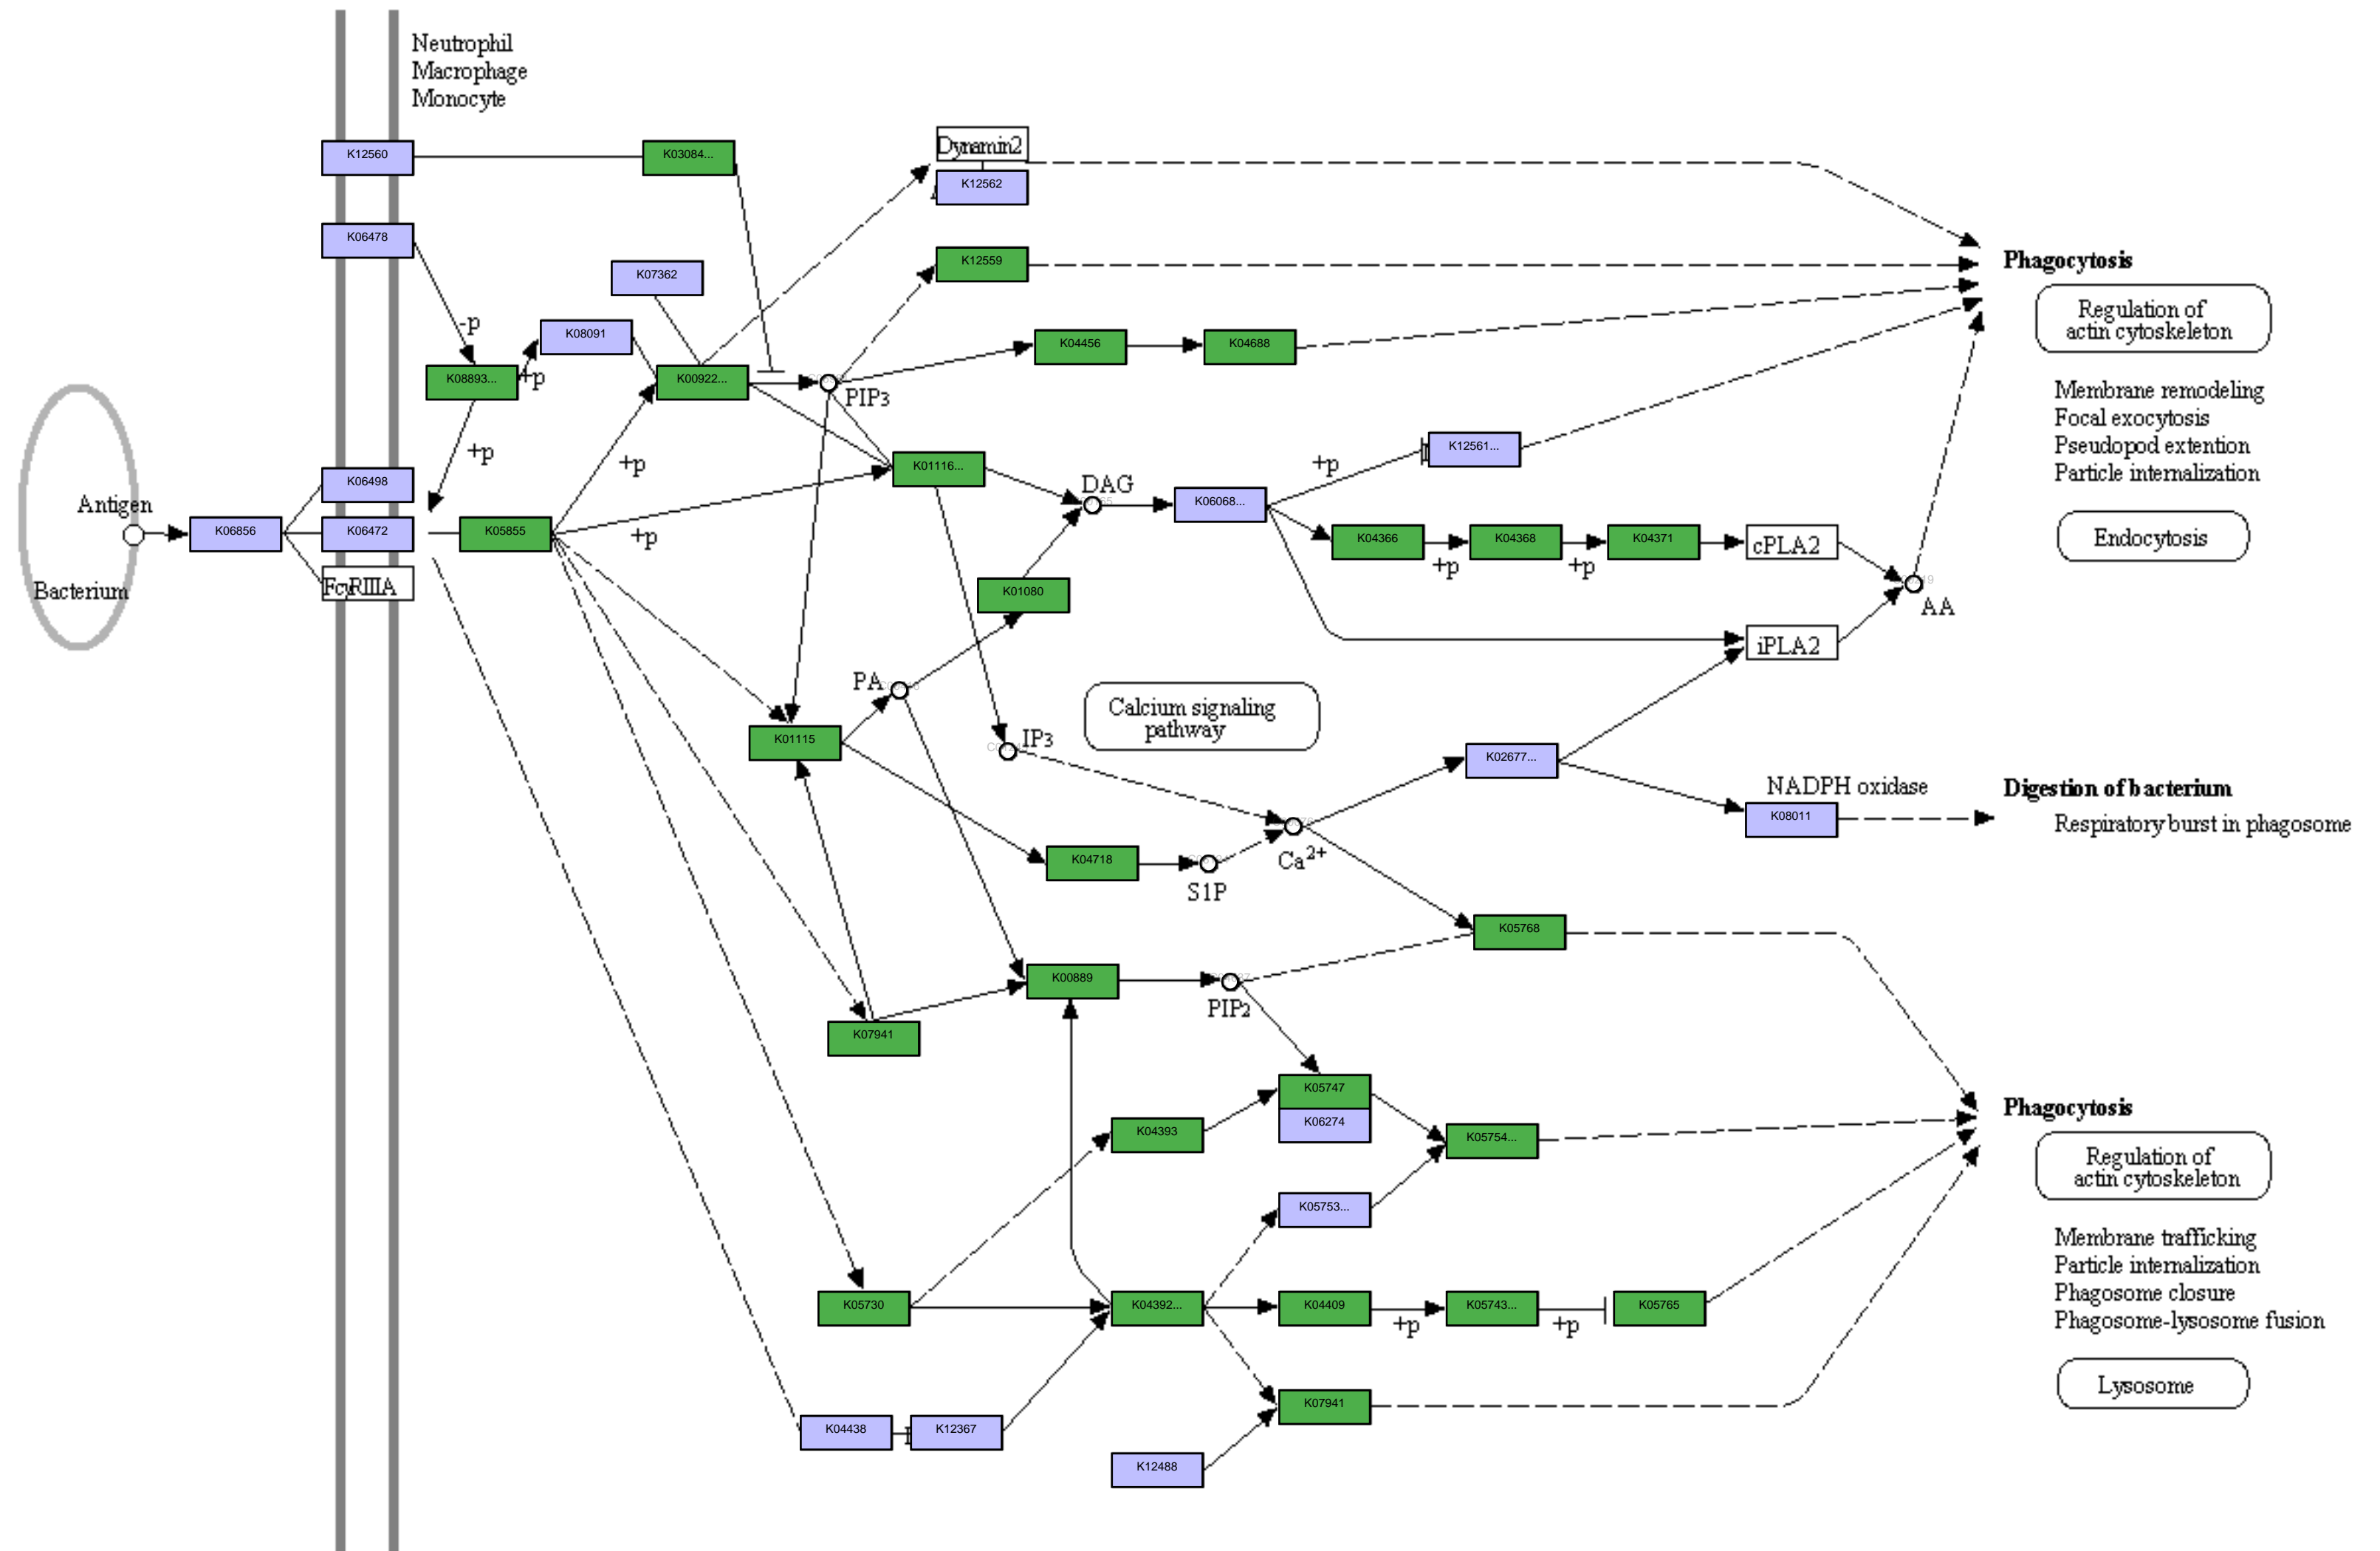 Neutrophil
Macrophage
Monocyte
K12560
K03084...
Dynamin2
K12562
K06478
K07362
K12559
Phagocytosis
Regulation of
actin cytoskeleton
-p
K08091
K04456
K04688
K08893...
+p
K00922...
PIP3
Membrane remodeling
Focal exocytosis
Pseudopod extention
Particle internalization
+p
+p
K01116...
+p
K12561...
K06498
DAG
K06068...
Antigen
K06856
K06472
K05855
+p
K04366
+p
K04368
+p
K04371
cPLA2
Endocytosis
FcγRIIIA
Bacterium
K01080
AA
iPLA2
PA
Calcium signaling
pathway
K01115
IP3
K02677...
NADPH oxidase
Digestion of bacterium
K08011
Respiratory burst in phagosome
Ca2+
K04718
S1P
K05768
K00889
PIP2
K07941
K05747
K06274
K04393
K05754...
Phagocytosis
Regulation of
actin cytoskeleton
K05753...
Membrane trafficking
Particle internalization
Phagosome closure
Phagosome-lysosome fusion
K05730
K04392...
K04409
+p
K05743...
+p
K05765
Lysosome
K07941
K04438
K12367
K12488